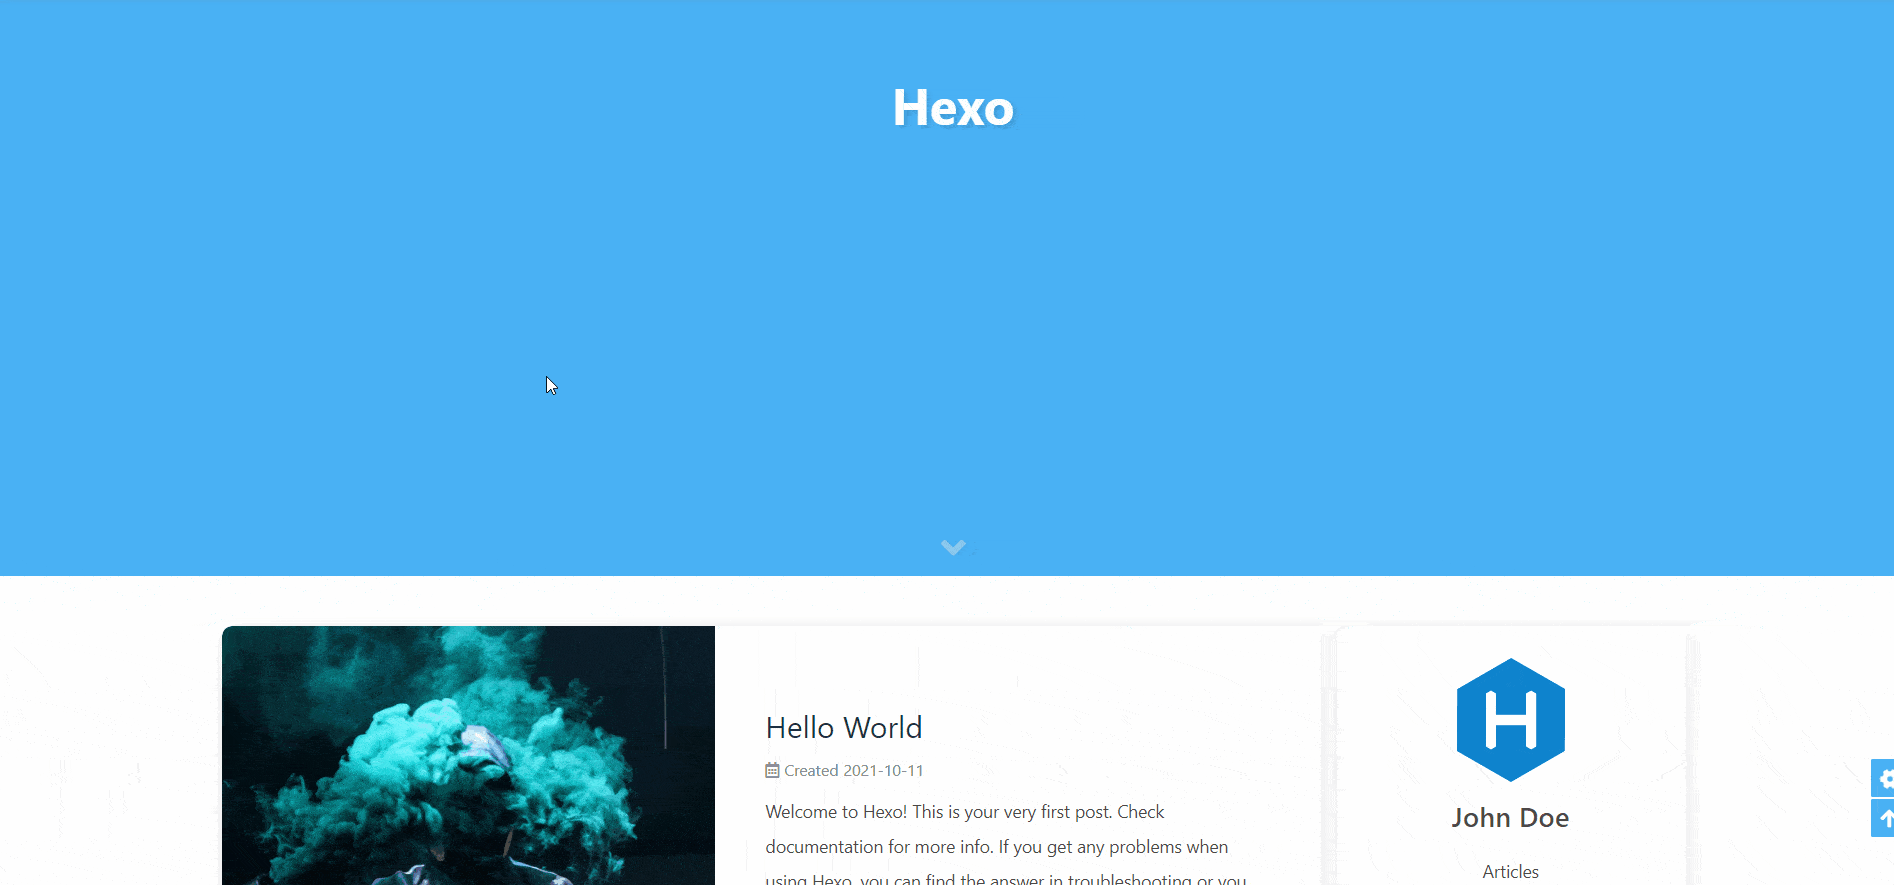 Hexo
Hello World
Created 2021-10-11
Welcome to Hexo! This is your very first post. Check
documentation for more info. If you get any problems when
using Hexo, you can find the answer in troubleshooting or you
H
John Doe
Articles